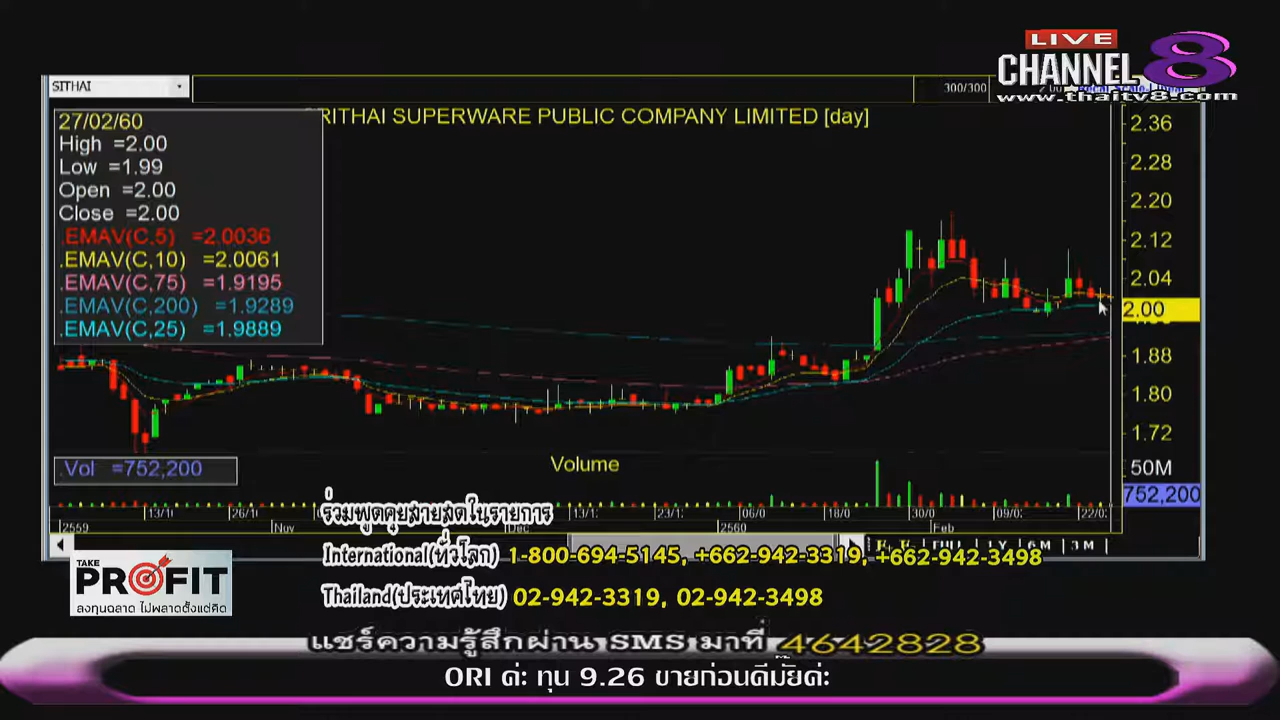 LIVE
CHANNEL 8
www.thaitv8.com
SITHAI
300/300
RITHAI SUPERWARE PUBLIC COMPANY LIMITED [day]
27/02/60
High =2.00
Low =1.99
Open =2.00
Close =2.00
.EMAV(C,5) =2.0036
.EMAV(C,10) =2.0061
.EMAV(C,75) =1.9195
.EMAV(C,200) =1.9289
.EMAV(C,25) =1.9889
2.36
2.28
2.20
2.12
2.04
2.00
1.88
1.80
1.72
.Vol =752,200
Volume
50M
752,200
13/1 26/1 13/1 23/1 06/0 18/0 30/0 09/0 22/0
2559 Nov Dec 2560 Feb
1Y 6M 3M
ร่วมพูดคุยสายสดในรายการ
International(ทั่วโลก) 1-800-694-5145, +662-942-3319, +662-942-3498
Thailand(ประเทศไทย) 02-942-3319, 02-942-3498
TAKE
PROFIT
ลงทุนฉลาด ไม่พลาดตั้งแต่คิด
แชร์ความรู้สึกผ่าน SMS มาที่ 4642828
ORI ค่ะ ทุน 9.26 ขายก่อนดีมั๊ยค่ะ